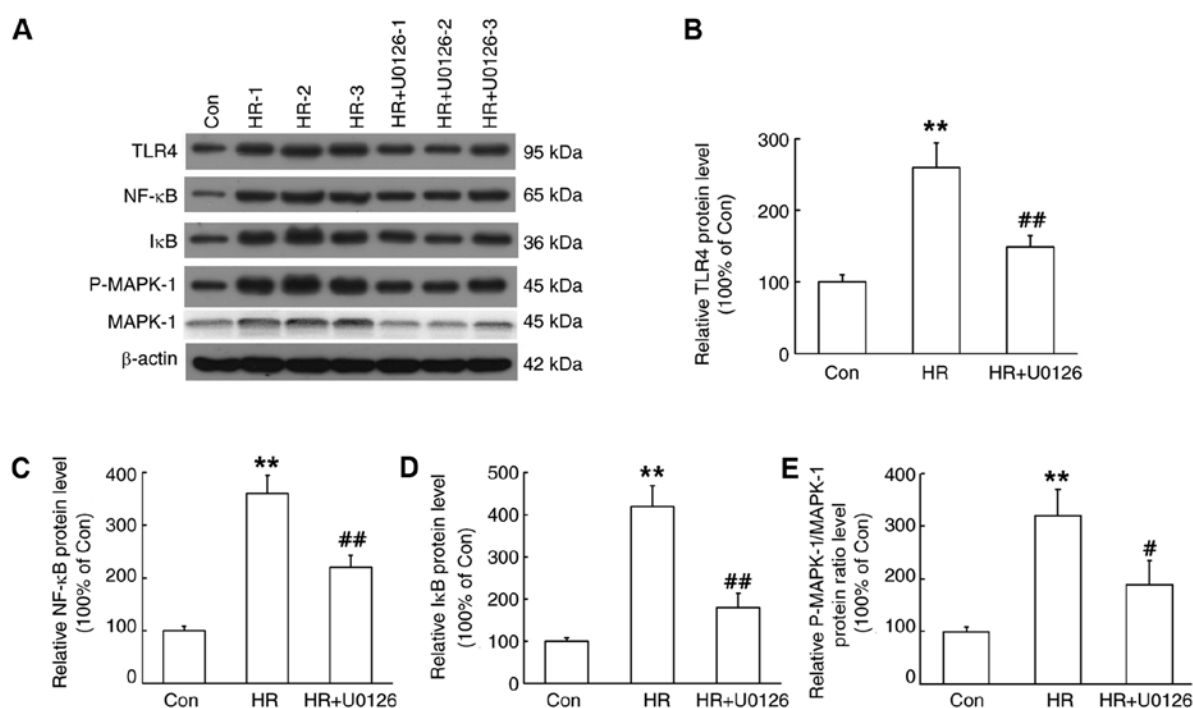 A
Con
HR-1
HR-2
HR-3
HR+U0126-1
HR+U0126-2
HR+U0126-3
TLR4
95 kDa
NF-κB
65 kDa
IκB
36 kDa
P-MAPK-1
45 kDa
MAPK-1
45 kDa
β-actin
42 kDa
B
Relative TLR4 protein level
(100% of Con)
300
200
100
0
**
##
Con
HR
HR+U0126
C
Relative NF-κB protein level
(100% of Con)
400
300
200
100
0
**
##
Con
HR
HR+U0126
D
Relative IκB protein level
(100% of Con)
500
400
400
200
100
0
**
##
Con
HR
HR+U0126
E
Relative P-MAPK-1/MAPK-1
protein ratio level
(100% of Con)
400
300
200
100
0
**
#
Con
HR
HR+U0126